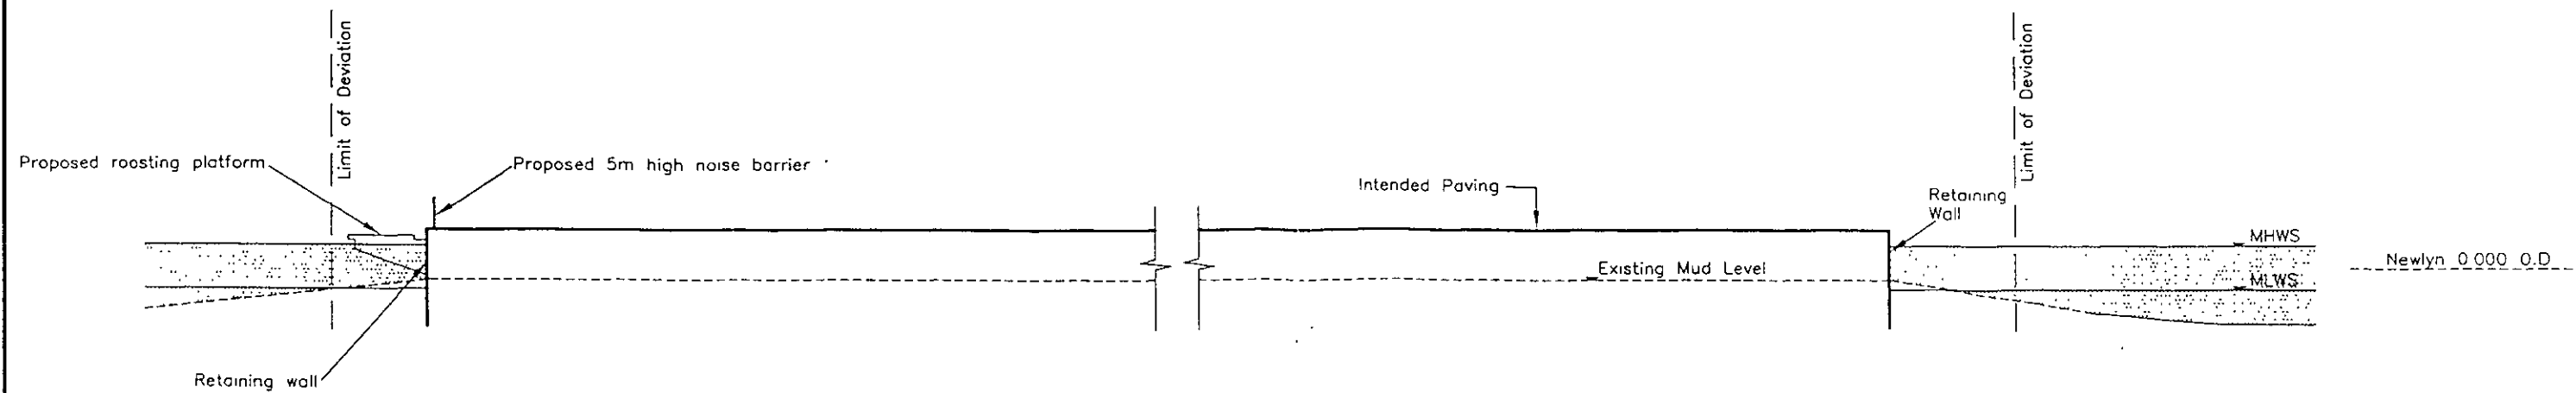 Limit of Deviation
Limit of Deviation
Proposed roosting platform
Proposed 5m high noise barrier
Intended Paving
Retaining
Wall
MHWS
Newlyn 0 000 O.D
Existing Mud Level
MLWS
Retaining wall